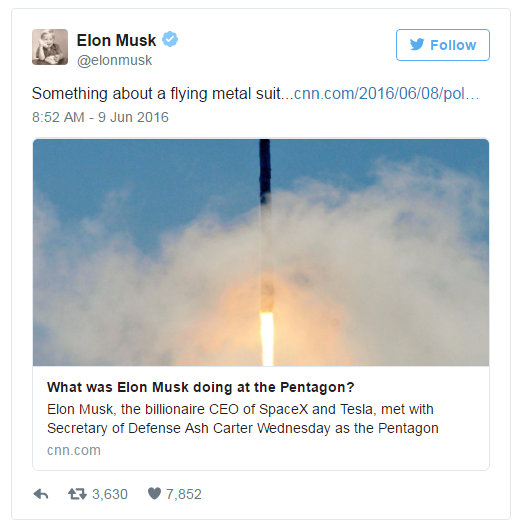 Elon Musk
Follow
@elonmusk
Something about a flying metal suit...cnn.com/2016/06/08/pol...
8:52 AM - 9 Jun 2016
What was Elon Musk doing at the Pentagon?
Elon Musk, the billionaire CEO of SpaceX and Tesla, met with
Secretary of Defense Ash Carter Wednesday as the Pentagon
cnn.com
3,630 7,852